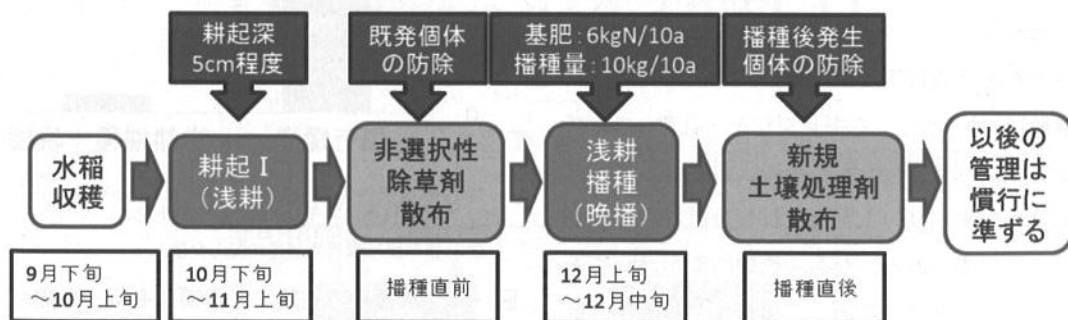 耕起深
5cm程度
既発個体
の防除
基肥:6kgN/10a
播種量:10kg/10a
播種後発生
個体の防除
水稲
収穫
耕起Ⅰ
(浅耕)
非選択性
除草剤
散布
浅耕
播種
(晩播)
新規
土壌処理剤
散布
以後の
管理は
慣行に
準ずる
9月下旬
～10月上旬
10月下旬
～11月上旬
播種直前
12月上旬
～12月中旬
播種直後